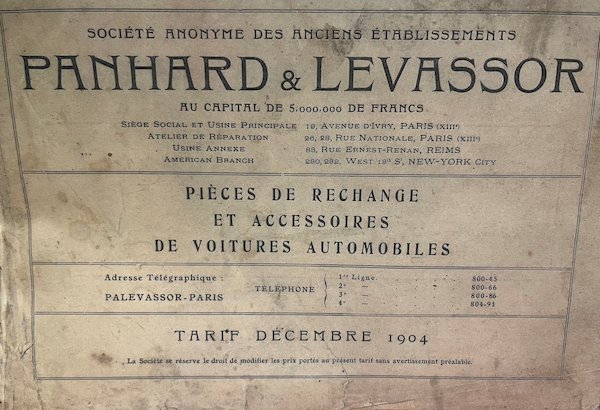 SOCIÉTÉ ANONYME DES ANCIENS ÉTABLISSEMENTS
PANHARD & LEVASSOR
AU CAPITAL DE 5.000.000 DE FRANCS
SIÈGE SOCIAL ET USINE PRINCIPALE 19, AVENUE D'IVRY, PARIS (XIIIe)
ATELIER DE RÉPARATION 26, 28, RUE NATIONALE, PARIS (XIIIe)
USINE ANNEXE 88, RUE ERNEST-RENAN, REIMS
AMERICAN BRANCH 280, 282, WEST 18th St, NEW-YORK CITY
PIÈCES DE RECHANGE
ET ACCESSOIRES
DE VOITURES AUTOMOBILES
Adresse Télégraphique :
PALEVASSOR-PARIS
TÉLÉPHONE
1re Ligne. 800-45
2e — 800-66
3e — 800-86
4e — 804-91
TARIF DÉCEMBRE 1904
La Société se réserve le droit de modifier les prix portés au présent tarif sans avertissement préalable.